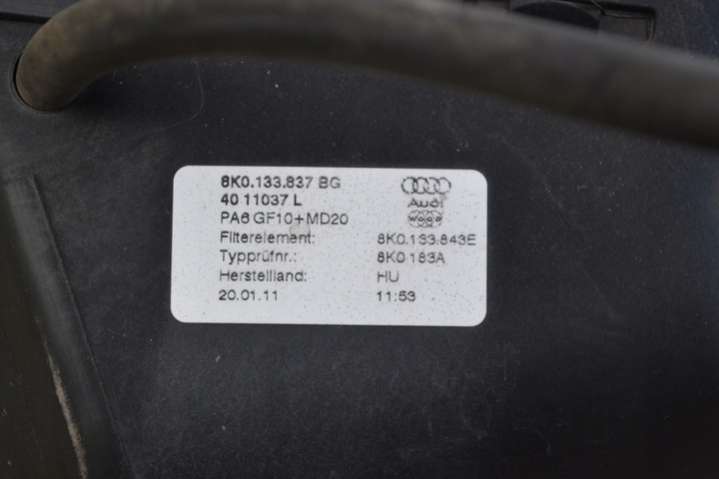 8K0.133.837 BG
40 11037 L Audi
PA6 GF10+MD20
Filterelement: 8K0.133.843E
Typprüfnr.: 8K0 183A
Herstelland: HU
20.01.11 11:53